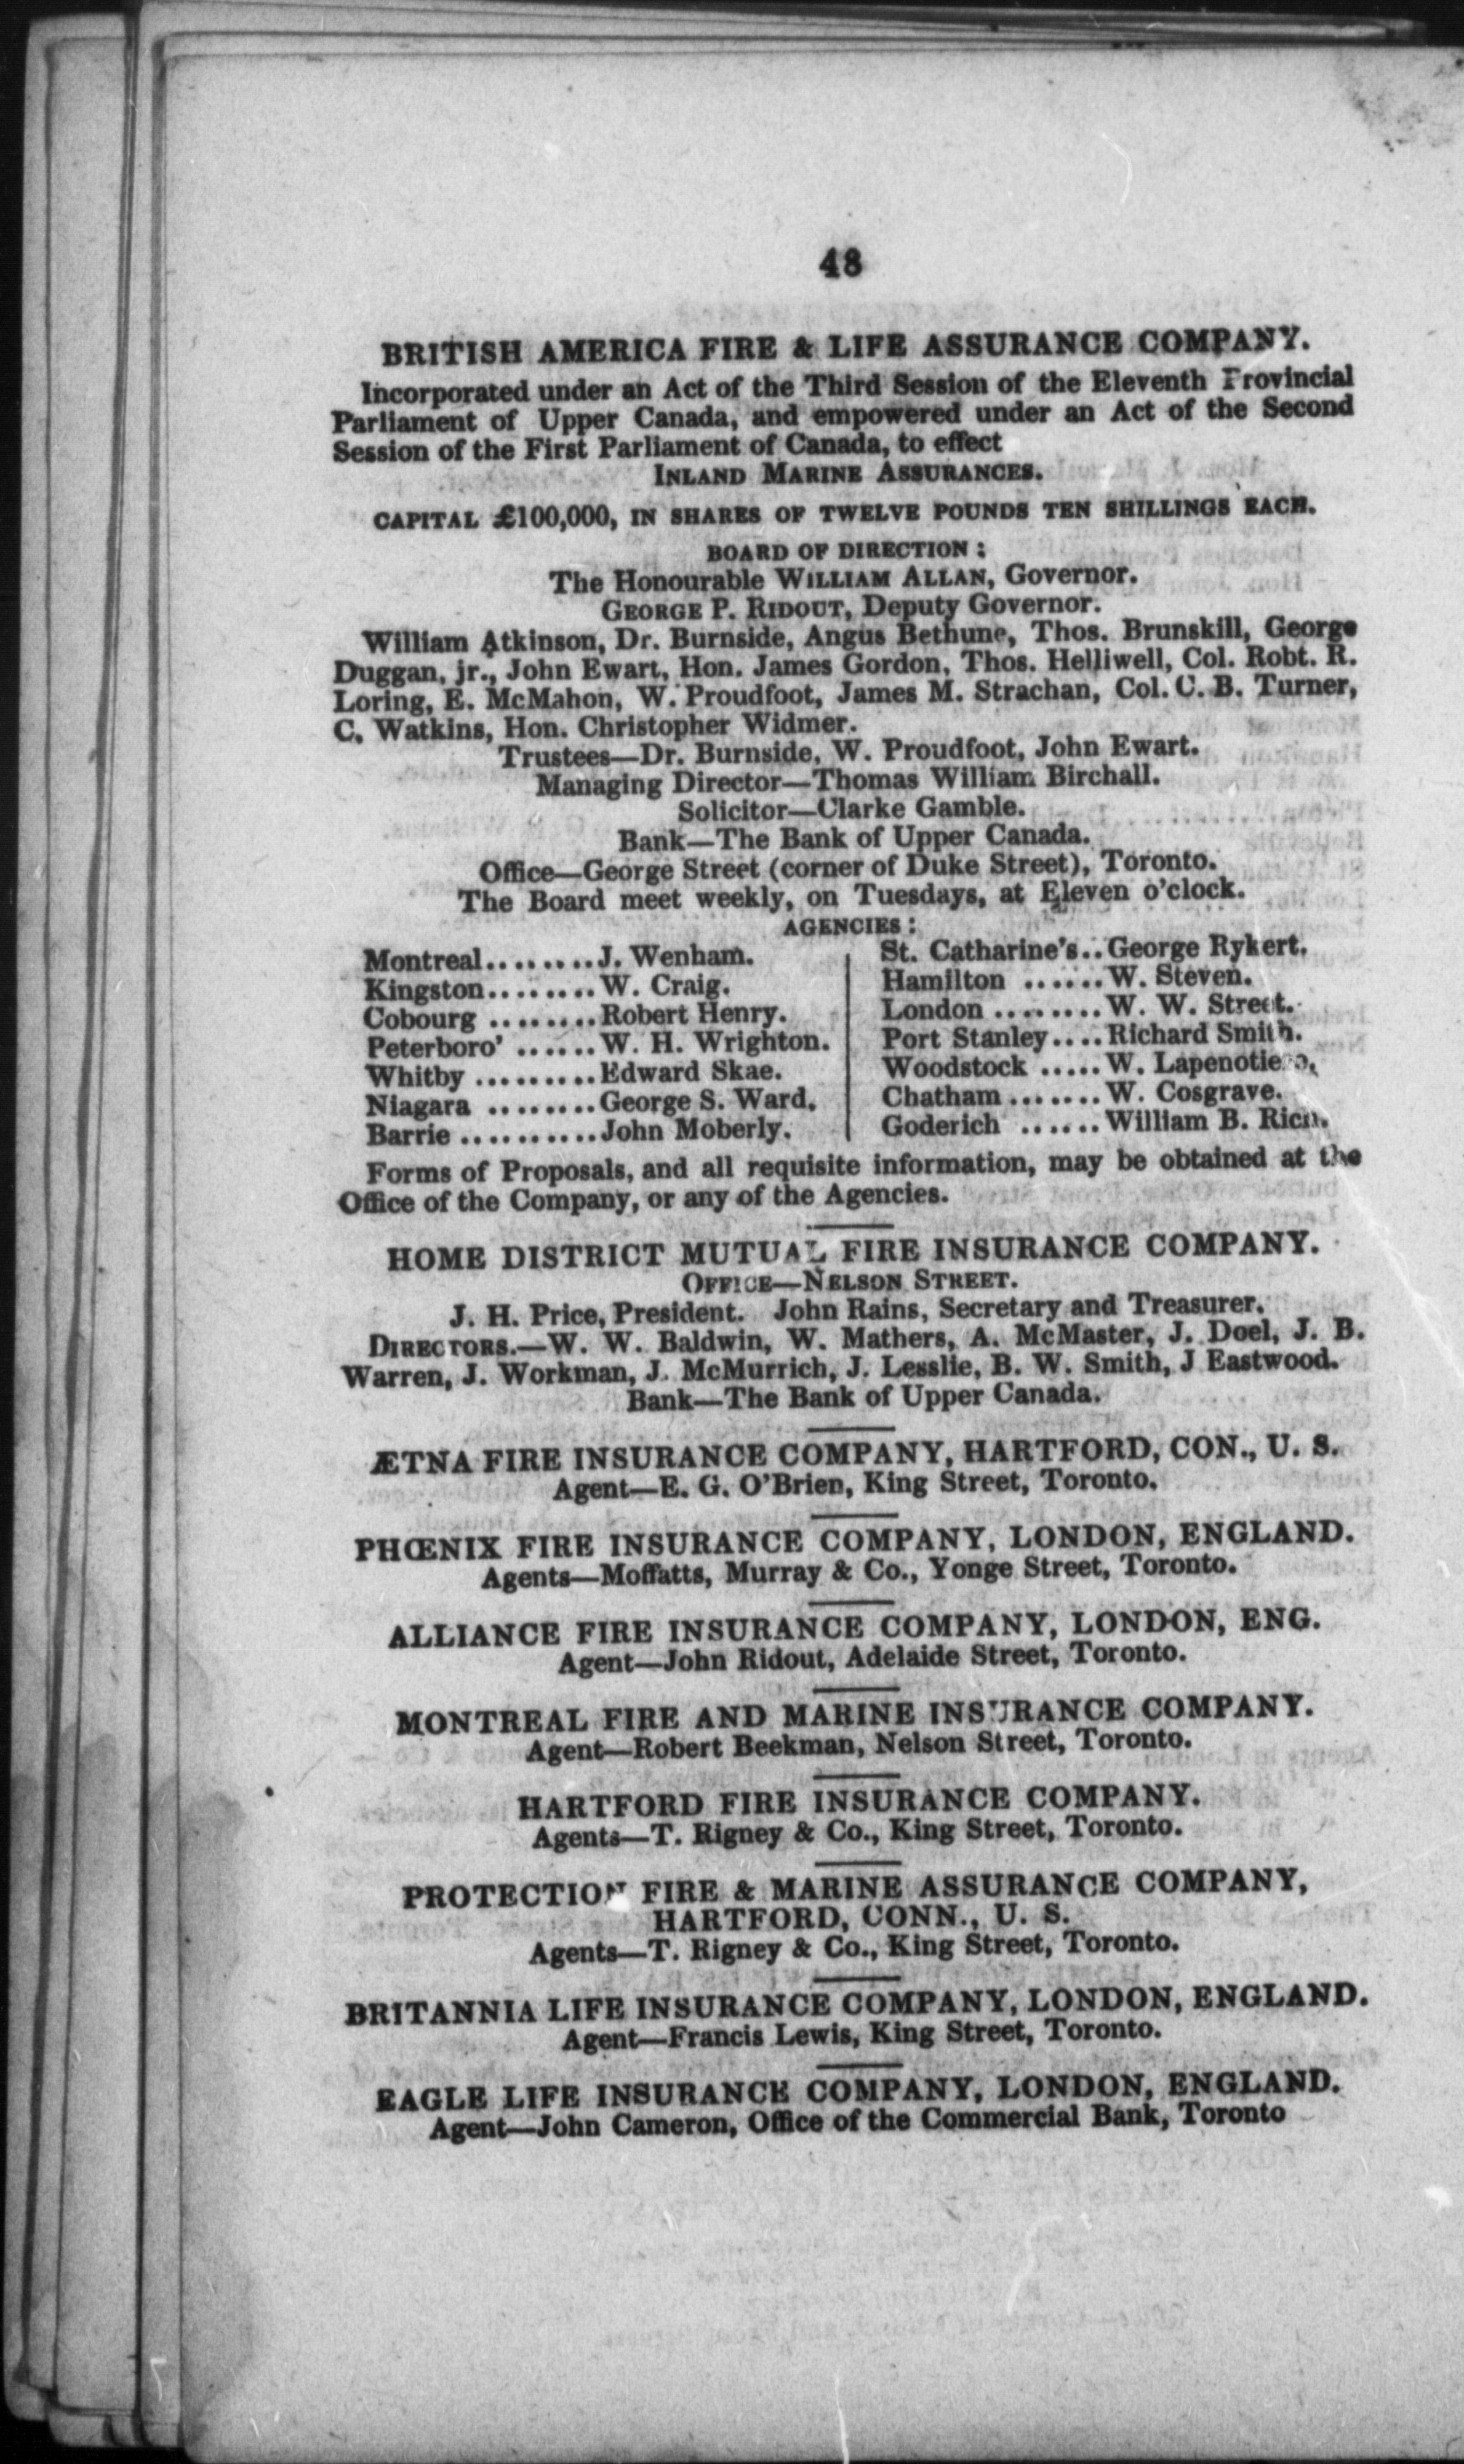 48
BRITISH AMERICA FIRE & LIFE ASSURANCE COMPANY.
Incorporated under an Act of the Third Session of the Eleventh Provincial
Parliament of Upper Canada, and empowered under an Act of the Second
Session of the First Parliament of Canada, to effect
INLAND MARINE ASSURANCES.
CAPITAL £100,000, IN SHARES OF TWELVE POUNDS TEN SHILLINGS EACH.
BOARD OF DIRECTION:
The Honourable WILLIAM ALLAN, Governor.
GEORGE P. RIDOUT, Deputy Governor.
William Atkinson, Dr. Burnside, Angus Bethune, Thos. Brunskill, George
Duggan, jr., John Ewart, Hon. James Gordon, Thos. Helliwell, Col. Robt. R.
Loring, E. McMahon, W. Proudfoot, James M. Strachan, Col. C. B. Turner,
C. Watkins, Hon. Christopher Widmer.
Trustees—Dr. Burnside, W. Proudfoot, John Ewart.
Managing Director—Thomas William Birchall.
Solicitor—Clarke Gamble.
Bank—The Bank of Upper Canada.
Office—George Street (corner of Duke Street), Toronto.
The Board meet weekly, on Tuesdays, at Eleven o'clock.
AGENCIES:
Montreal........J. Wenham.
Kingston.........W. Craig.
Cobourg ........Robert Henry.
Peterboro' ......W. H. Wrighton.
Whitby .........Edward Skae.
Niagara ........George S. Ward.
Barrie ..........John Moberly.
St. Catharine's..George Rykert.
Hamilton ......W. Steven.
London ........W. W. Street.
Port Stanley....Richard Smith.
Woodstock .....W. Lapenotiere.
Chatham.......W. Cosgrave.
Goderich ......William B. Rich.
Forms of Proposals, and all requisite information, may be obtained at the
Office of the Company, or any of the Agencies.
HOME DISTRICT MUTUAL FIRE INSURANCE COMPANY.
OFFICE—NELSON STREET.
J. H. Price, President. John Rains, Secretary and Treasurer.
DIRECTORS.—W. W. Baldwin, W. Mathers, A. McMaster, J. Doel, J. B.
Warren, J. Workman, J. McMurrich, J. Lesslie, B. W. Smith, J Eastwood.
Bank—The Bank of Upper Canada.
ÆTNA FIRE INSURANCE COMPANY, HARTFORD, CON., U. S.
Agent—E. G. O'Brien, King Street, Toronto.
PHŒNIX FIRE INSURANCE COMPANY, LONDON, ENGLAND.
Agents—Moffatts, Murray & Co., Yonge Street, Toronto.
ALLIANCE FIRE INSURANCE COMPANY, LONDON, ENG.
Agent—John Ridout, Adelaide Street, Toronto.
MONTREAL FIRE AND MARINE INSURANCE COMPANY.
Agent—Robert Beekman, Nelson Street, Toronto.
HARTFORD FIRE INSURANCE COMPANY.
Agents—T. Rigney & Co., King Street, Toronto.
PROTECTION FIRE & MARINE ASSURANCE COMPANY,
HARTFORD, CONN., U. S.
Agents—T. Rigney & Co., King Street, Toronto.
BRITANNIA LIFE INSURANCE COMPANY, LONDON, ENGLAND.
Agent—Francis Lewis, King Street, Toronto.
EAGLE LIFE INSURANCE COMPANY, LONDON, ENGLAND.
Agent—John Cameron, Office of the Commercial Bank, Toronto